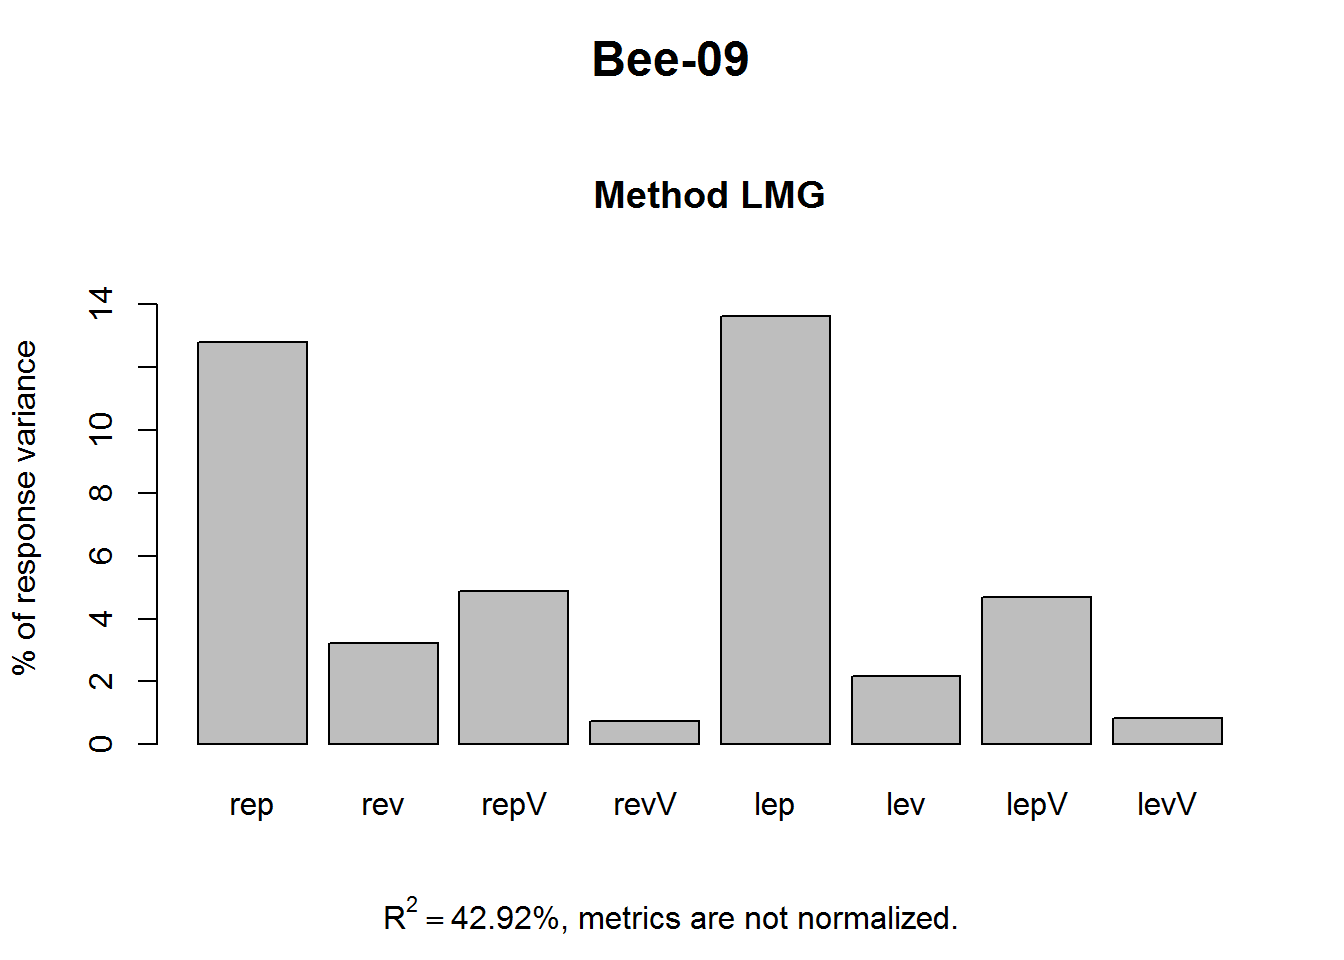 Bee-09
Method LMG
% of response variance
14
10
8
6
4
2
0
rep rev repV revV lep lev lepV levV
R² = 42.92%, metrics are not normalized.